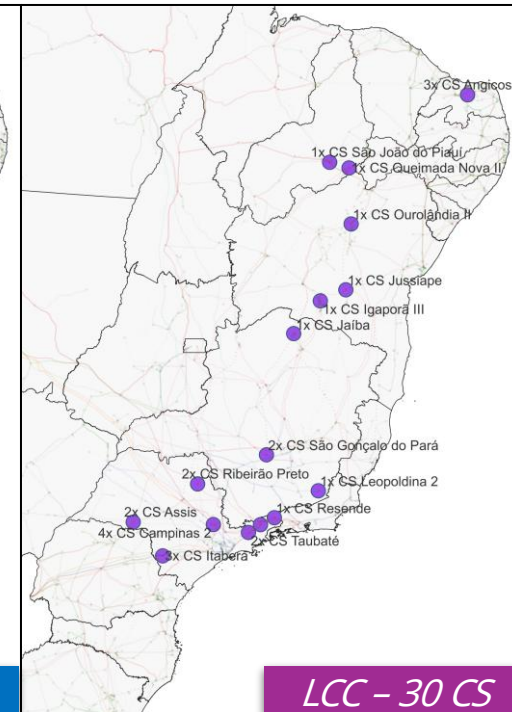 3x CS Angicos
1x CS São João do Piauí
1x CS Queimada Nova II
1x CS Ourolândia II
1x CS Jussiape
1x CS Igaporã III
1x CS Jaíba
2x CS São Gonçalo do Pará
2x CS Ribeirão Preto
1x CS Leopoldina 2
2x CS Assis
1x CS Resende
4x CS Campinas 2
2x CS Taubaté
3x CS Itaberá
LCC – 30 CS